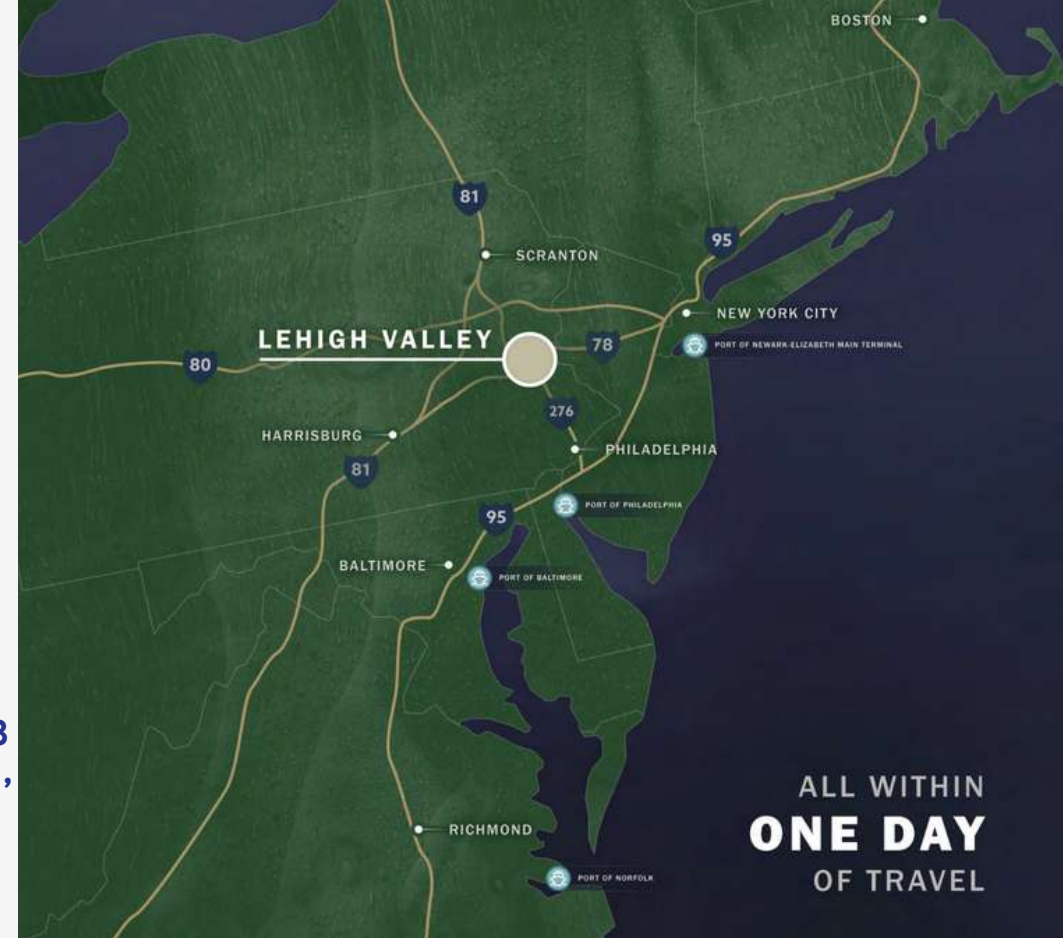 BOSTON
81
95
SCRANTON
NEW YORK CITY
LEHIGH VALLEY
78
PORT OF NEWARK-ELIZABETH MAIN TERMINAL
80
276
HARRISBURG
PHILADELPHIA
81
PORT OF PHILADELPHIA
95
BALTIMORE
PORT OF BALTIMORE
,
ALL WITHIN
ONE DAY
OF TRAVEL
RICHMOND
PORT OF NORFOLK